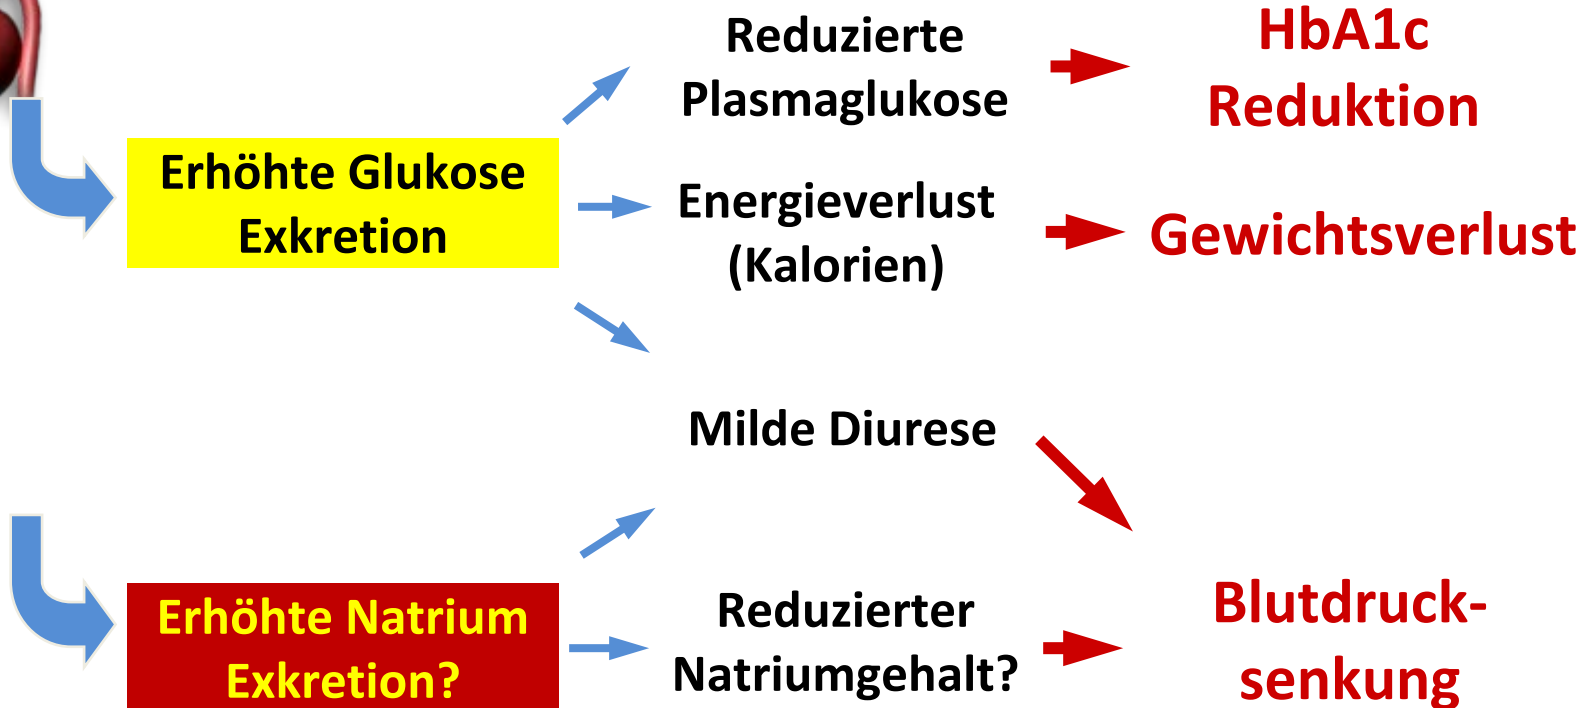 Reduzierte
Plasmaglukose
HbA1c
Reduktion
Erhöhte Glukose
Exkretion
Energieverlust
(Kalorien)
Gewichtsverlust
Milde Diurese
Erhöhte Natrium
Exkretion?
Reduzierter
Natriumgehalt?
Blutdruck-
senkung